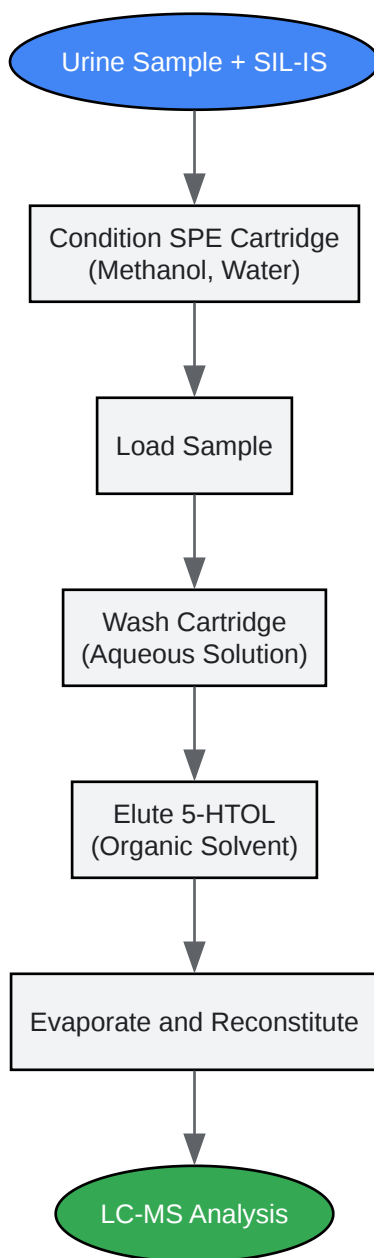 Urine Sample + SIL-IS
Condition SPE Cartridge
(Methanol, Water)
Load Sample
Wash Cartridge
(Aqueous Solution)
Elute 5-HTOL
(Organic Solvent)
Evaporate and Reconstitute
LC-MS Analysis